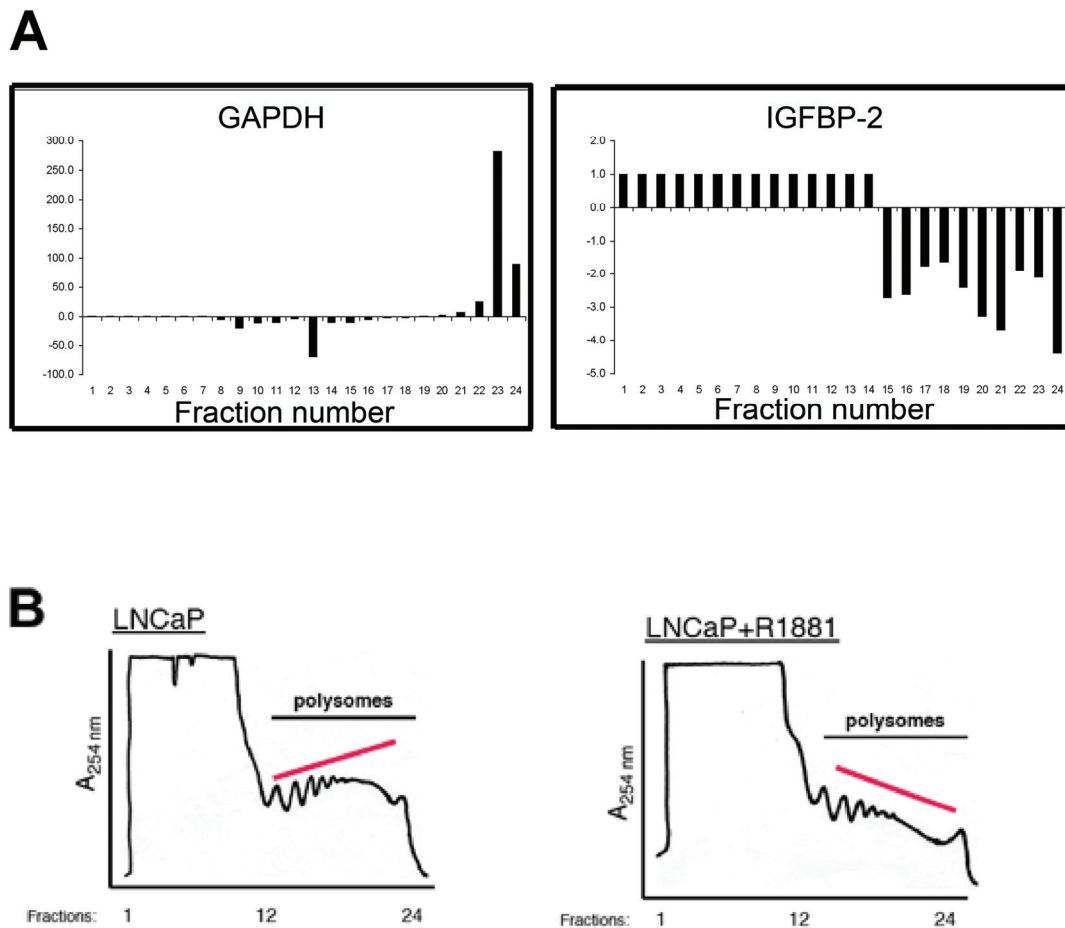 A
GAPDH
300.0
250.0
200.0
150.0
100.0
50.0
0.0
-50.0
-100.0
1 2 3 4 5 6 7 8 9 10 11 12 13 14 15 16 17 18 19 20 21 22 23 24
Fraction number
IGFBP-2
2.0
1.0
0.0
-1.0
-2.0
-3.0
-4.0
-5.0
1 2 3 4 5 6 7 8 9 10 11 12 13 14 15 16 17 18 19 20 21 22 23 24
Fraction number
B
LNCaP
polysomes
A254 nm
Fractions: 1 12 24
LNCaP+R1881
polysomes
A254 nm
Fractions: 1 12 24